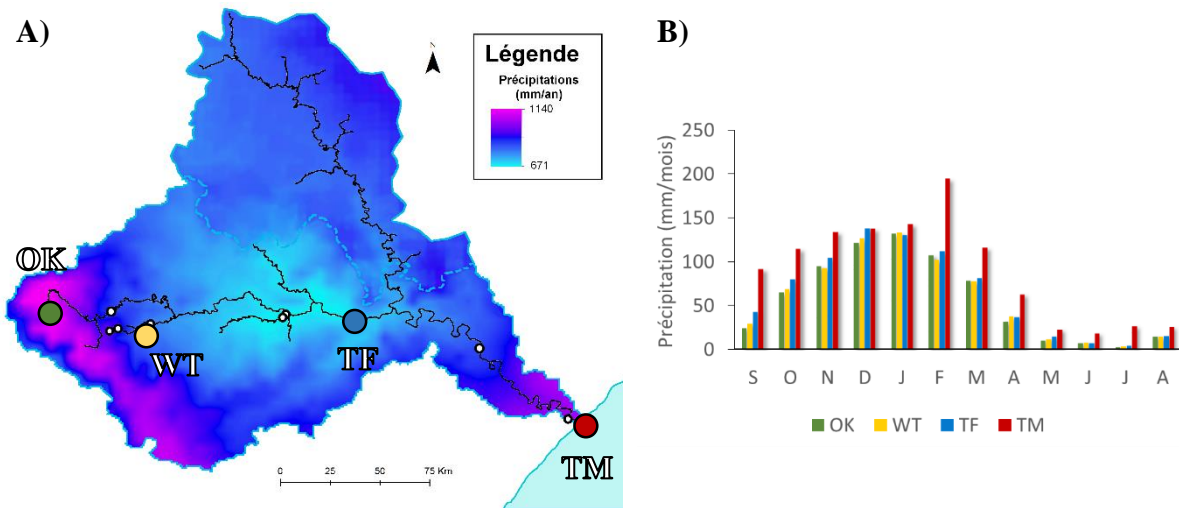 A)
N
Légende
Précipitations
(mm/an)
1140
671
OK
WT
TF
TM
0 25 50 75 Km
B)
Précipitation (mm/mois)
250
200
150
100
50
0
S O N D J F M A M J J A
OK WT TF TM